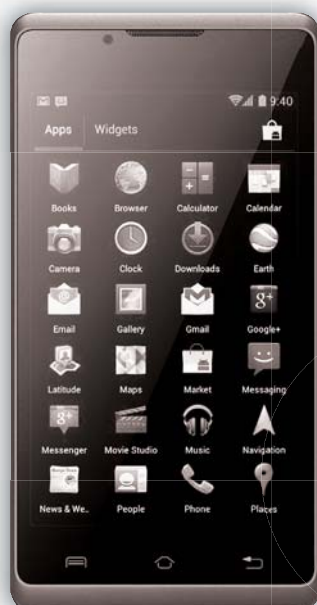 9:40
Apps Widgets
Books Browser Calculator Calendar
Camera Clock Downloads Earth
Email Gallery Gmail Google+
Latitude Maps Market Messaging
Messenger Movie Studio Music Navigation
News & We.. People Phone Places